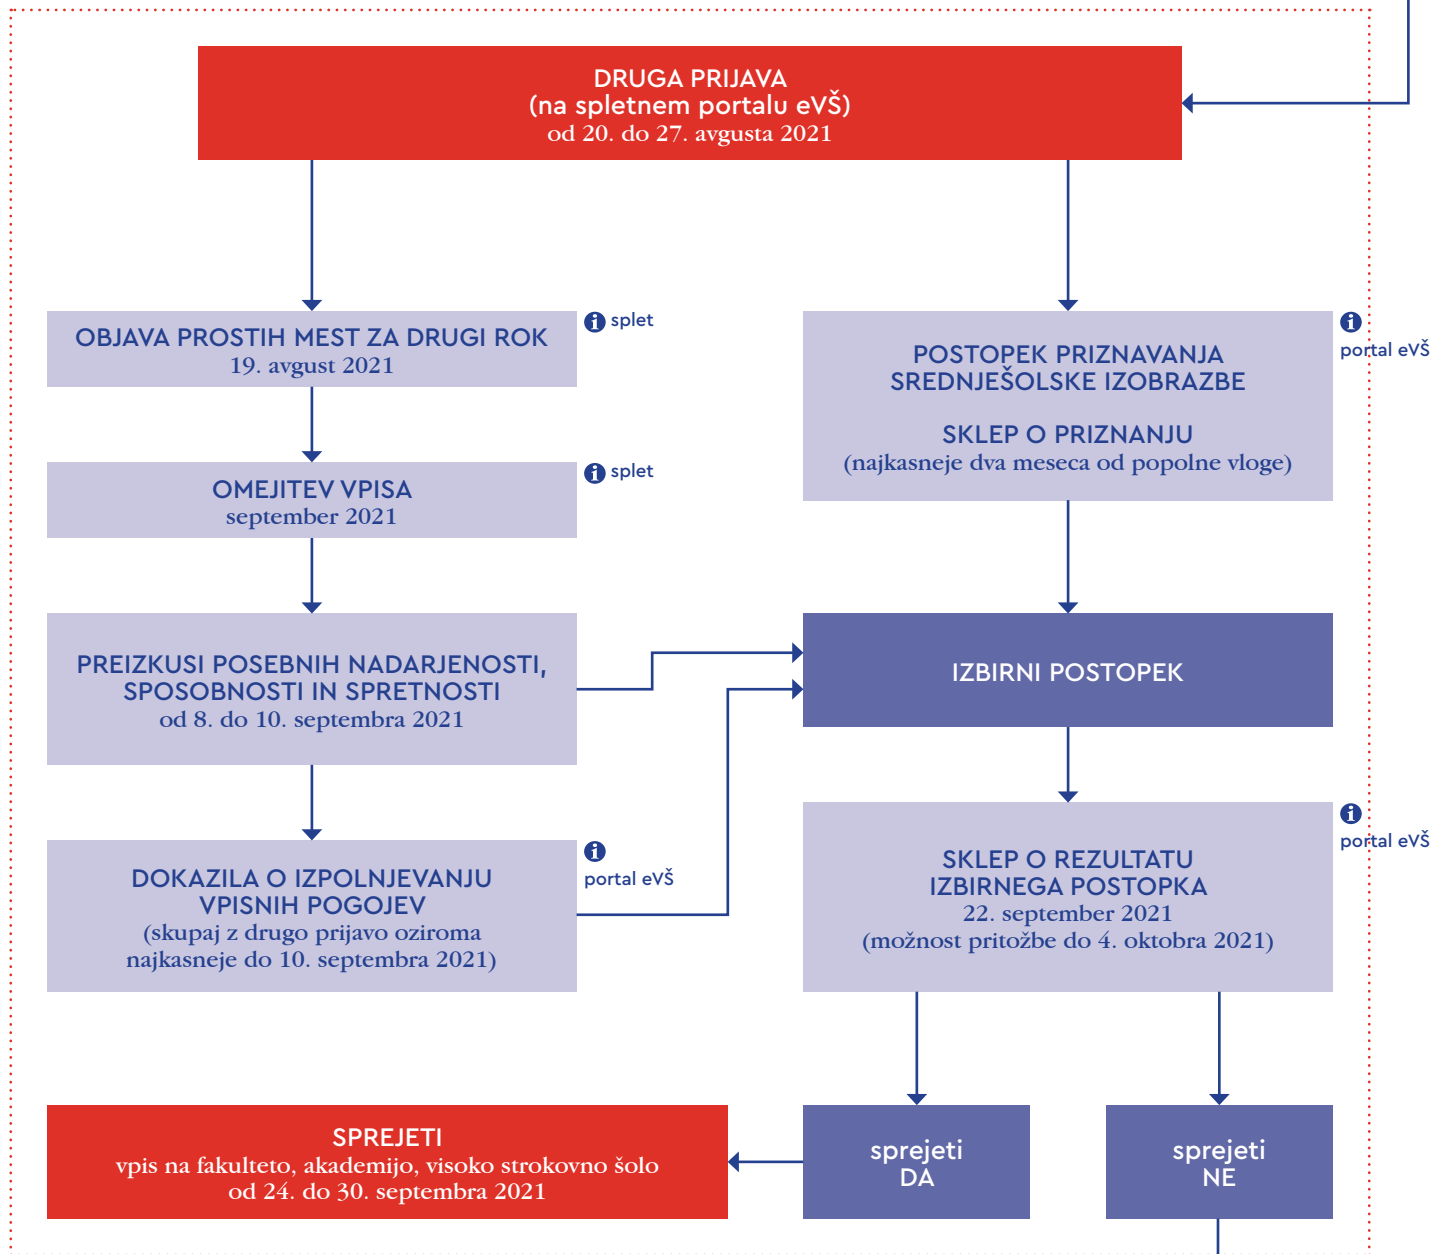 DRUGA PRIJAVA
(na spletnem portalu eVŠ)
od 20. do 27. avgusta 2021
OBJAVA PROSTIH MEST ZA DRUGI ROK
19. avgust 2021
i splet
OMEJITEV VPISA
september 2021
i splet
PREIZKUSI POSEBNIH NADARJENOSTI,
SPOSOBNOSTI IN SPRETNOSTI
od 8. do 10. septembra 2021
DOKAZILA O IZPOLNJEVANJU
VPISNIH POGOJEV
(skupaj z drugo prijavo oziroma
najkasneje do 10. septembra 2021)
i
portal eVŠ
POSTOPEK PRIZNAVANJA
SREDNJEŠOLSKE IZOBRAZBE
SKLEP O PRIZNANJU
(najkasneje dva meseca od popolne vloge)
i
portal eVŠ
IZBIRNI POSTOPEK
SKLEP O REZULTATU
IZBIRNEGA POSTOPKA
22. september 2021
(možnost pritožbe do 4. oktobra 2021)
i
portal eVŠ
SPREJETI
vpis na fakulteto, akademijo, visoko strokovno šolo
od 24. do 30. septembra 2021
sprejeti
DA
sprejeti
NE